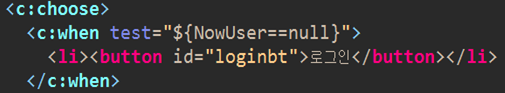 <c:choose>
<c:when test="${NowUser==null}">
<li><button id="loginbt">로그인</button></li>
</c:when>